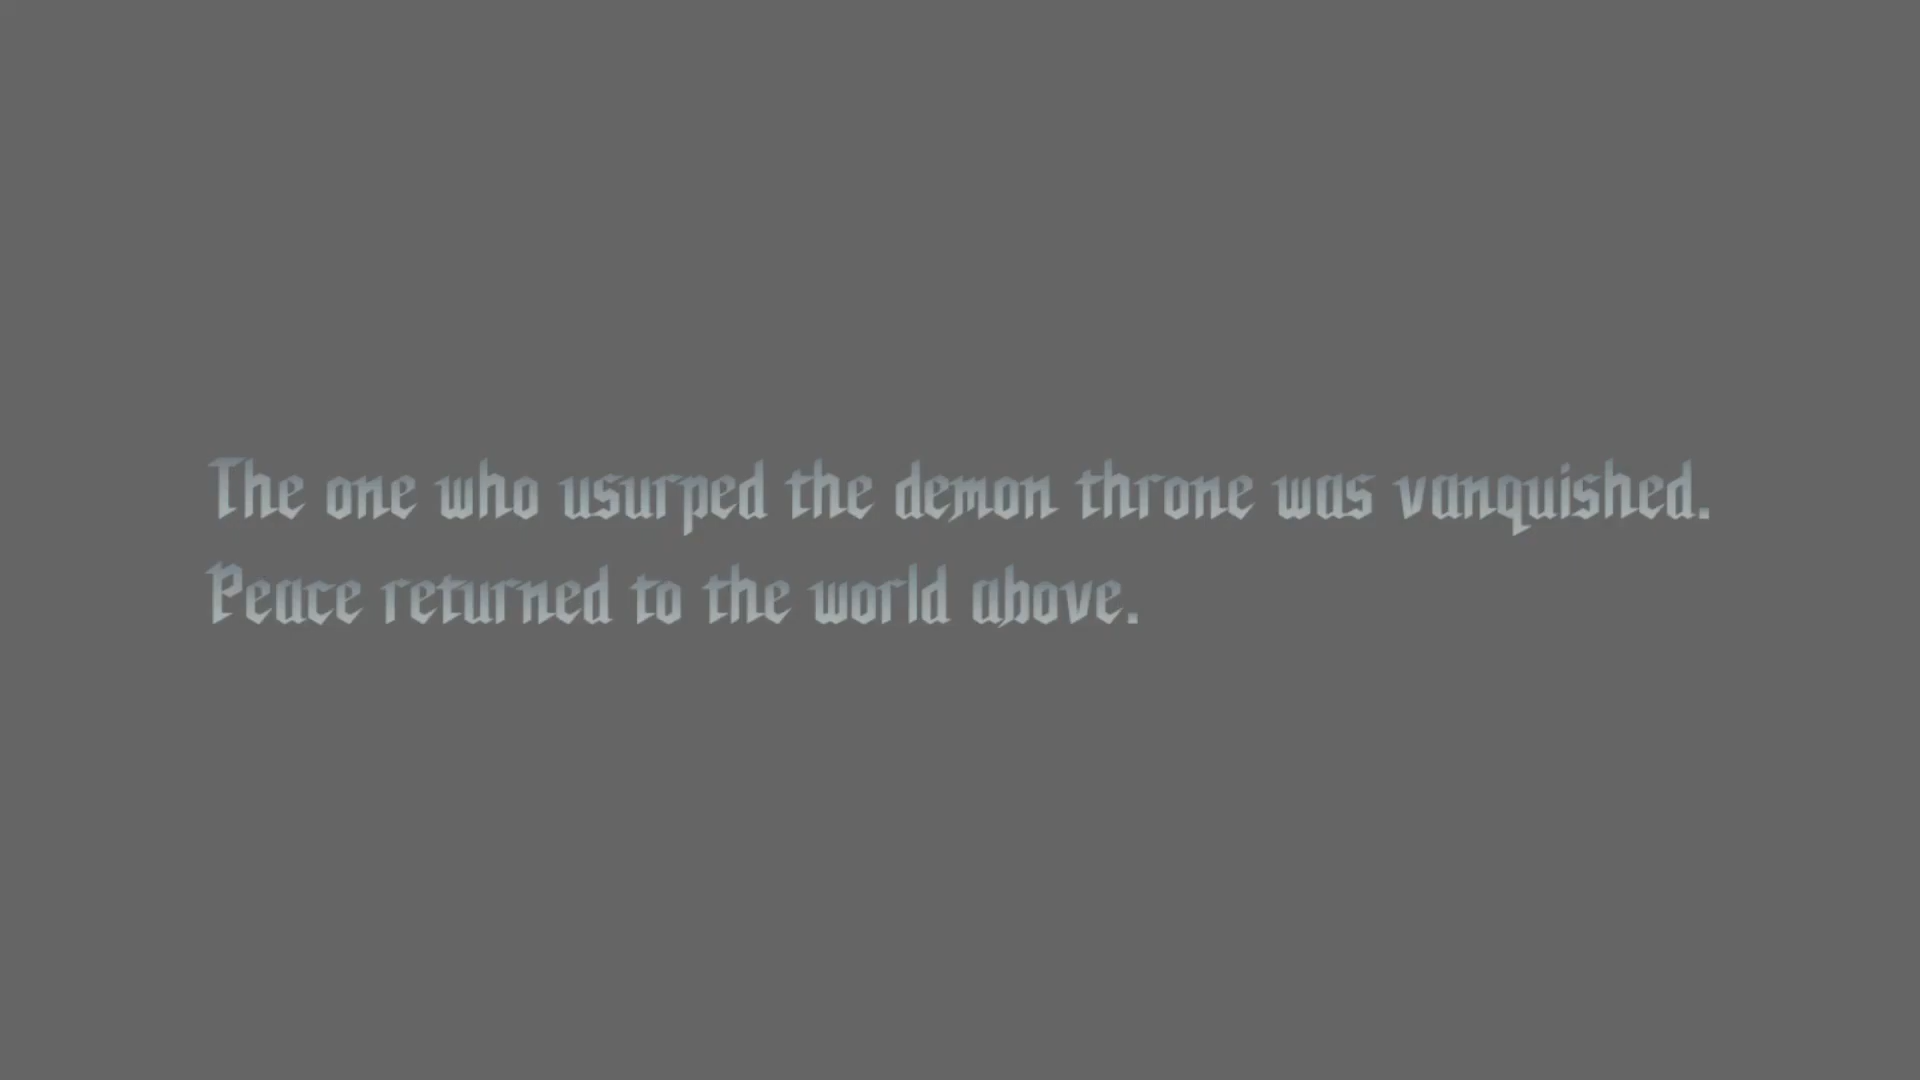 The one who usurped the demon throne was vanquished.
Peace returned to the world above.